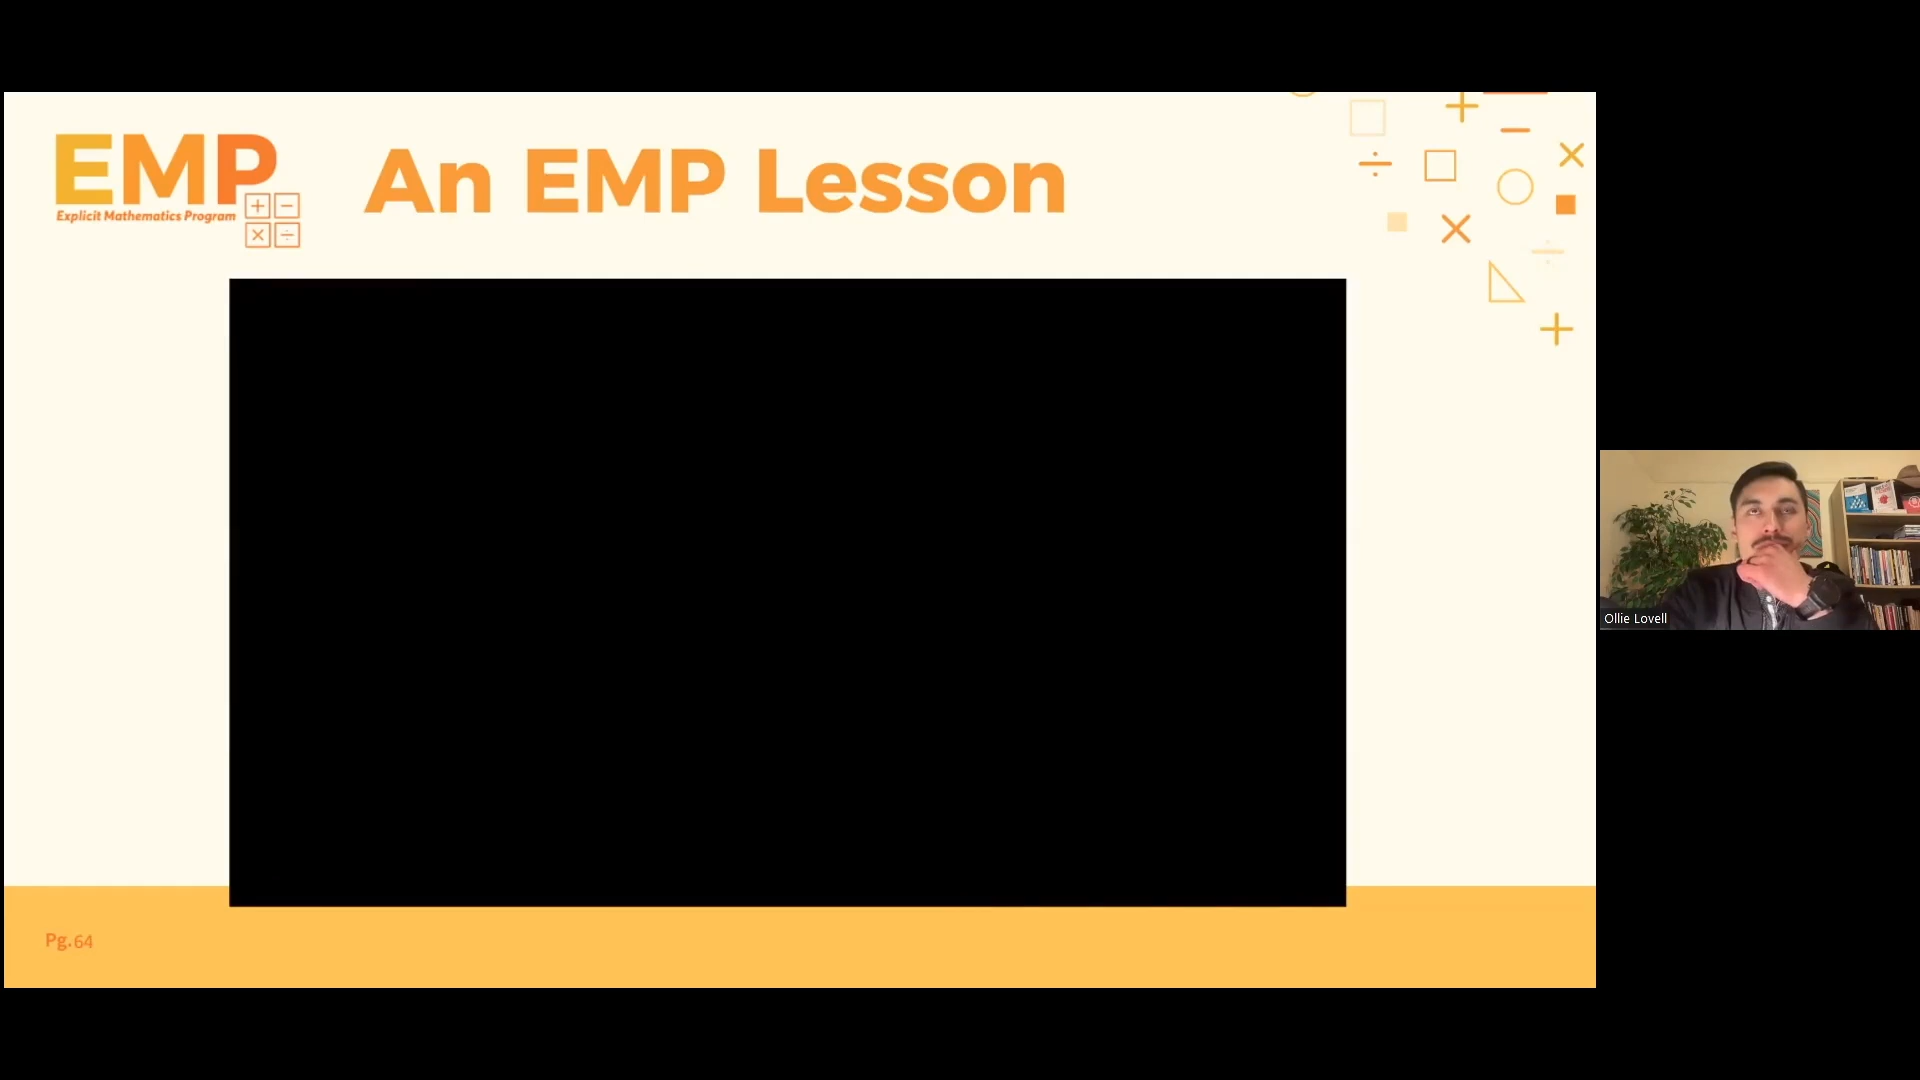 EMP
Explicit Mathematics Program
An EMP Lesson
Ollie Lovell
Pg.64